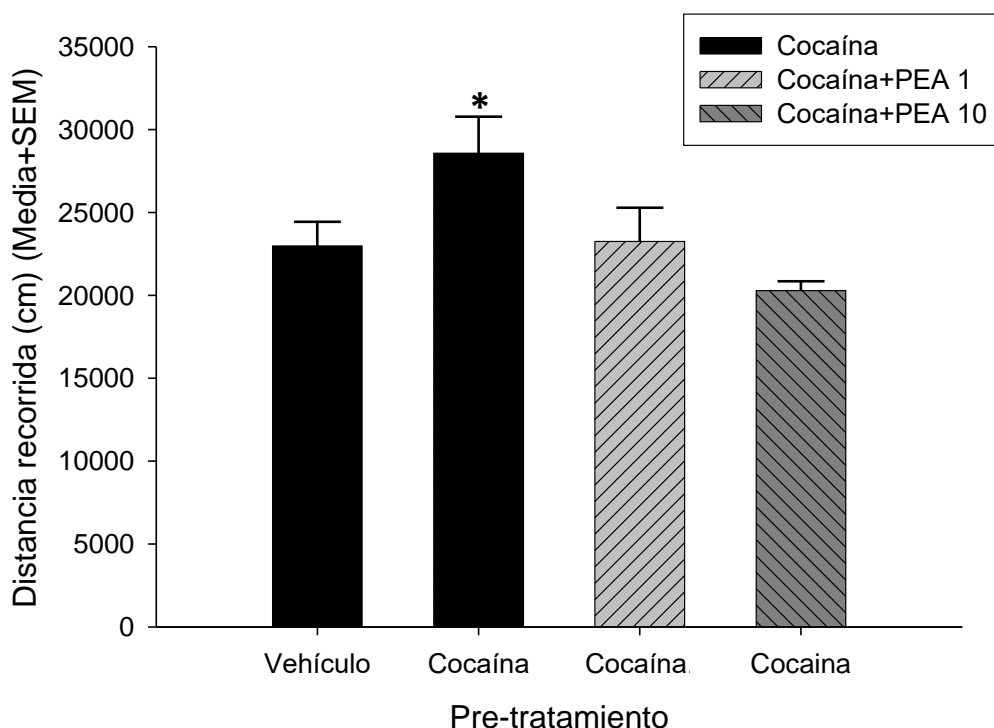 Distancia recorrida (cm) (Media+SEM)
35000
30000
25000
20000
15000
10000
5000
0
*
Cocaína
Cocaína+PEA 1
Cocaína+PEA 10
Vehículo Cocaína Cocaína. Cocaina
Pre-tratamiento